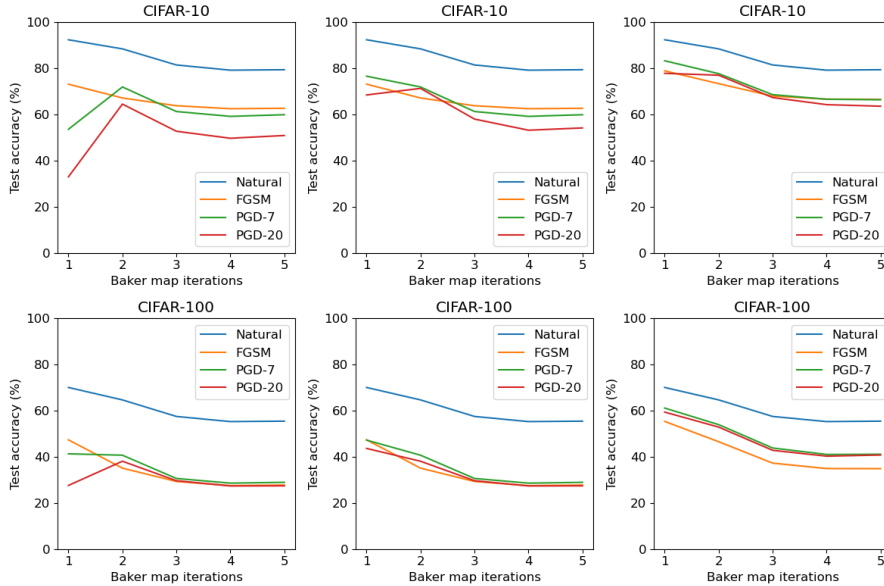 CIFAR-10
100
80
60
40
20
0
Test accuracy (%)
Natural
FGSM
PGD-7
PGD-20
1 2 3 4 5
Baker map iterations
CIFAR-10
100
80
60
40
20
0
Test accuracy (%)
Natural
FGSM
PGD-7
PGD-20
1 2 3 4 5
Baker map iterations
CIFAR-10
100
80
60
40
20
0
Test accuracy (%)
Natural
FGSM
PGD-7
PGD-20
1 2 3 4 5
Baker map iterations
CIFAR-100
100
80
60
40
20
0
Test accuracy (%)
Natural
FGSM
PGD-7
PGD-20
1 2 3 4 5
Baker map iterations
CIFAR-100
100
80
60
40
20
0
Test accuracy (%)
Natural
FGSM
PGD-7
PGD-20
1 2 3 4 5
Baker map iterations
CIFAR-100
100
80
60
40
20
0
Test accuracy (%)
Natural
FGSM
PGD-7
PGD-20
1 2 3 4 5
Baker map iterations